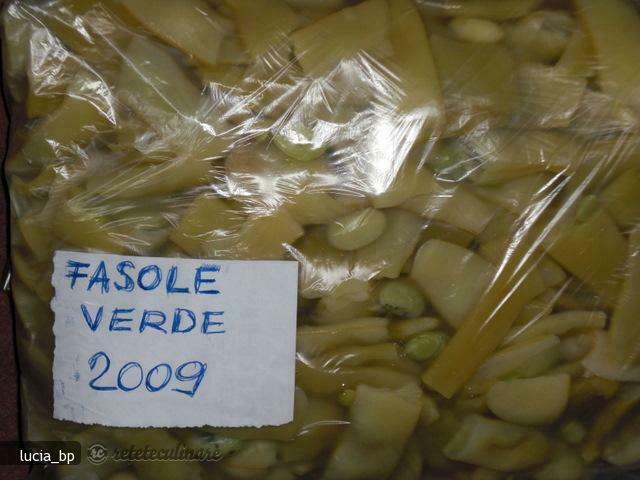 FASOLE
VERDE
2009
lucia_bp
reteteculinare